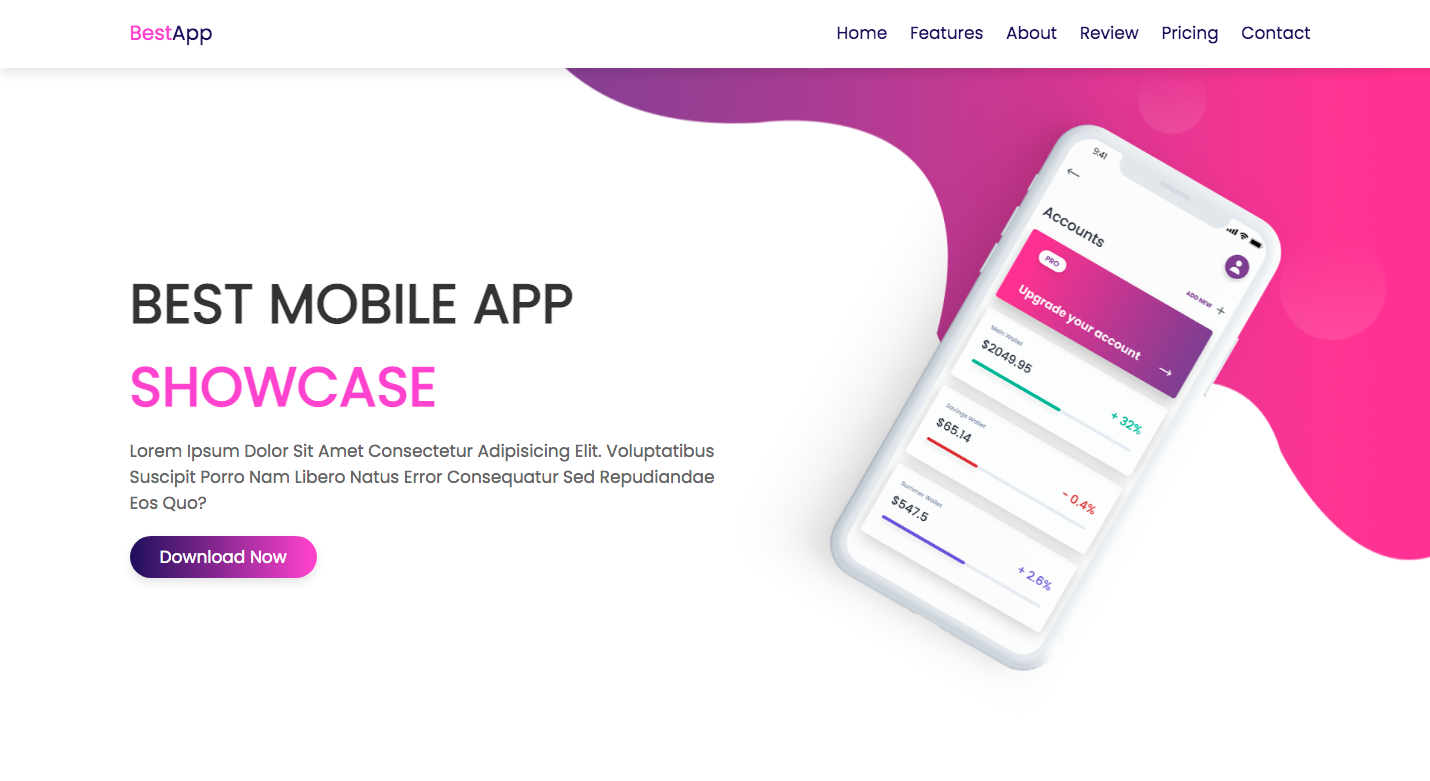 BestApp
Home Features About Review Pricing Contact
BEST MOBILE APP
SHOWCASE
Lorem Ipsum Dolor Sit Amet Consectetur Adipisicing Elit. Voluptatibus
Suscipit Porro Nam Libero Natus Error Consequatur Sed Repudiandae
Eos Quo?
Download Now
9:41
Accounts
ADD NEW +
PRO
Upgrade your account
Main Wallet
$2049.95
+ 32%
Savings Wallet
$65.14
- 0.4%
Summer Wallet
$547.5
+ 2.6%